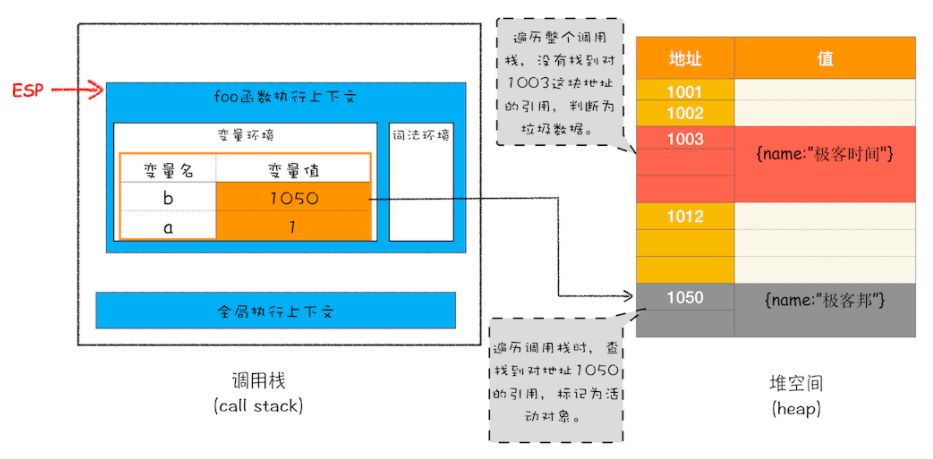 遍历整个调用
栈，没有找到对
1003这块地址
的引用，判断为
垃圾数据。
ESP
foo函数执行上下文
变量环境
词法环境
变量名
变量值
b
1050
a
1
全局执行上下文
调用栈
(call stack)
地址
值
1001
1002
1003
{name:"极客时间"}
1012
1050
{name:"极客邦"}
遍历调用栈时，查
找到对地址1050
的引用，标记为活
动对象。
堆空间
(heap)